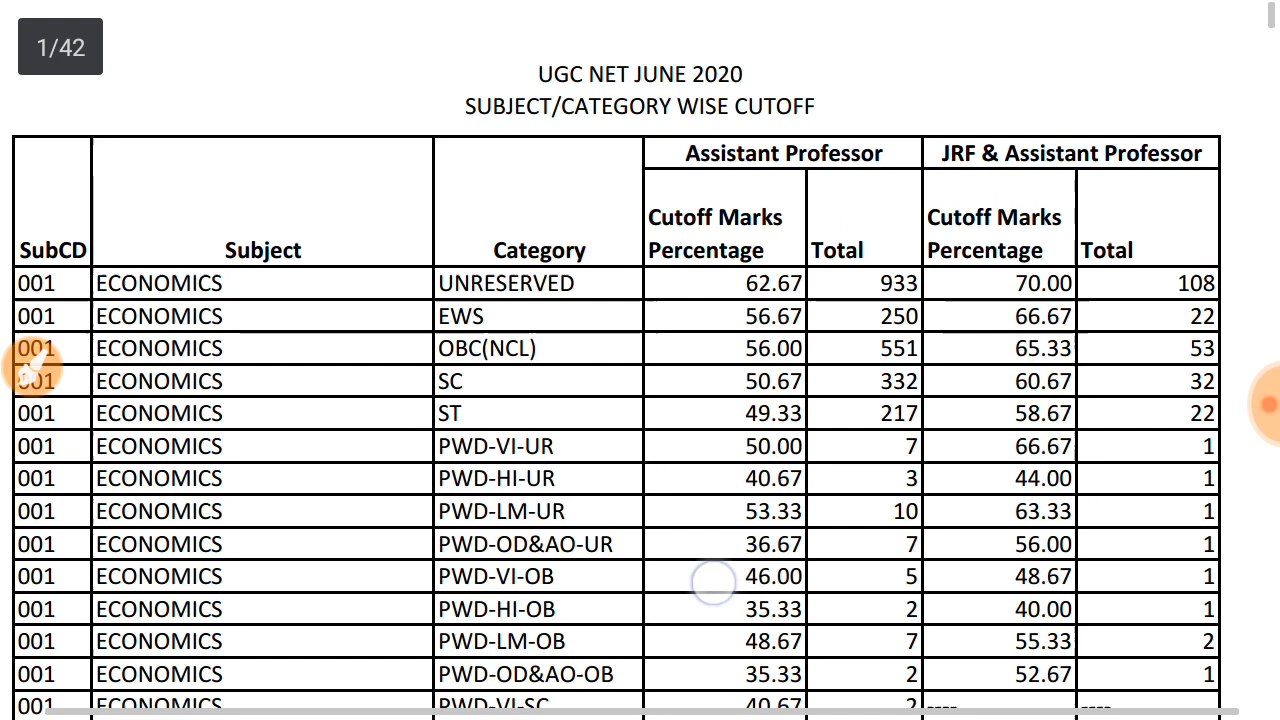 1/42
UGC NET JUNE 2020
SUBJECT/CATEGORY WISE CUTOFF
Assistant Professor JRF & Assistant Professor
SubCD Subject Category Cutoff Marks Percentage Total Cutoff Marks Percentage Total
001 ECONOMICS UNRESERVED 62.67 933 70.00 108
001 ECONOMICS EWS 56.67 250 66.67 22
001 ECONOMICS OBC(NCL) 56.00 551 65.33 53
001 ECONOMICS SC 50.67 332 60.67 32
001 ECONOMICS ST 49.33 217 58.67 22
001 ECONOMICS PWD-VI-UR 50.00 7 66.67 1
001 ECONOMICS PWD-HI-UR 40.67 3 44.00 1
001 ECONOMICS PWD-LM-UR 53.33 10 63.33 1
001 ECONOMICS PWD-OD&AO-UR 36.67 7 56.00 1
001 ECONOMICS PWD-VI-OB 46.00 5 48.67 1
001 ECONOMICS PWD-HI-OB 35.33 2 40.00 1
001 ECONOMICS PWD-LM-OB 48.67 7 55.33 2
001 ECONOMICS PWD-OD&AO-OB 35.33 2 52.67 1
001 ECONOMICS PWD-VI-SC 40.67 2 ---- ----